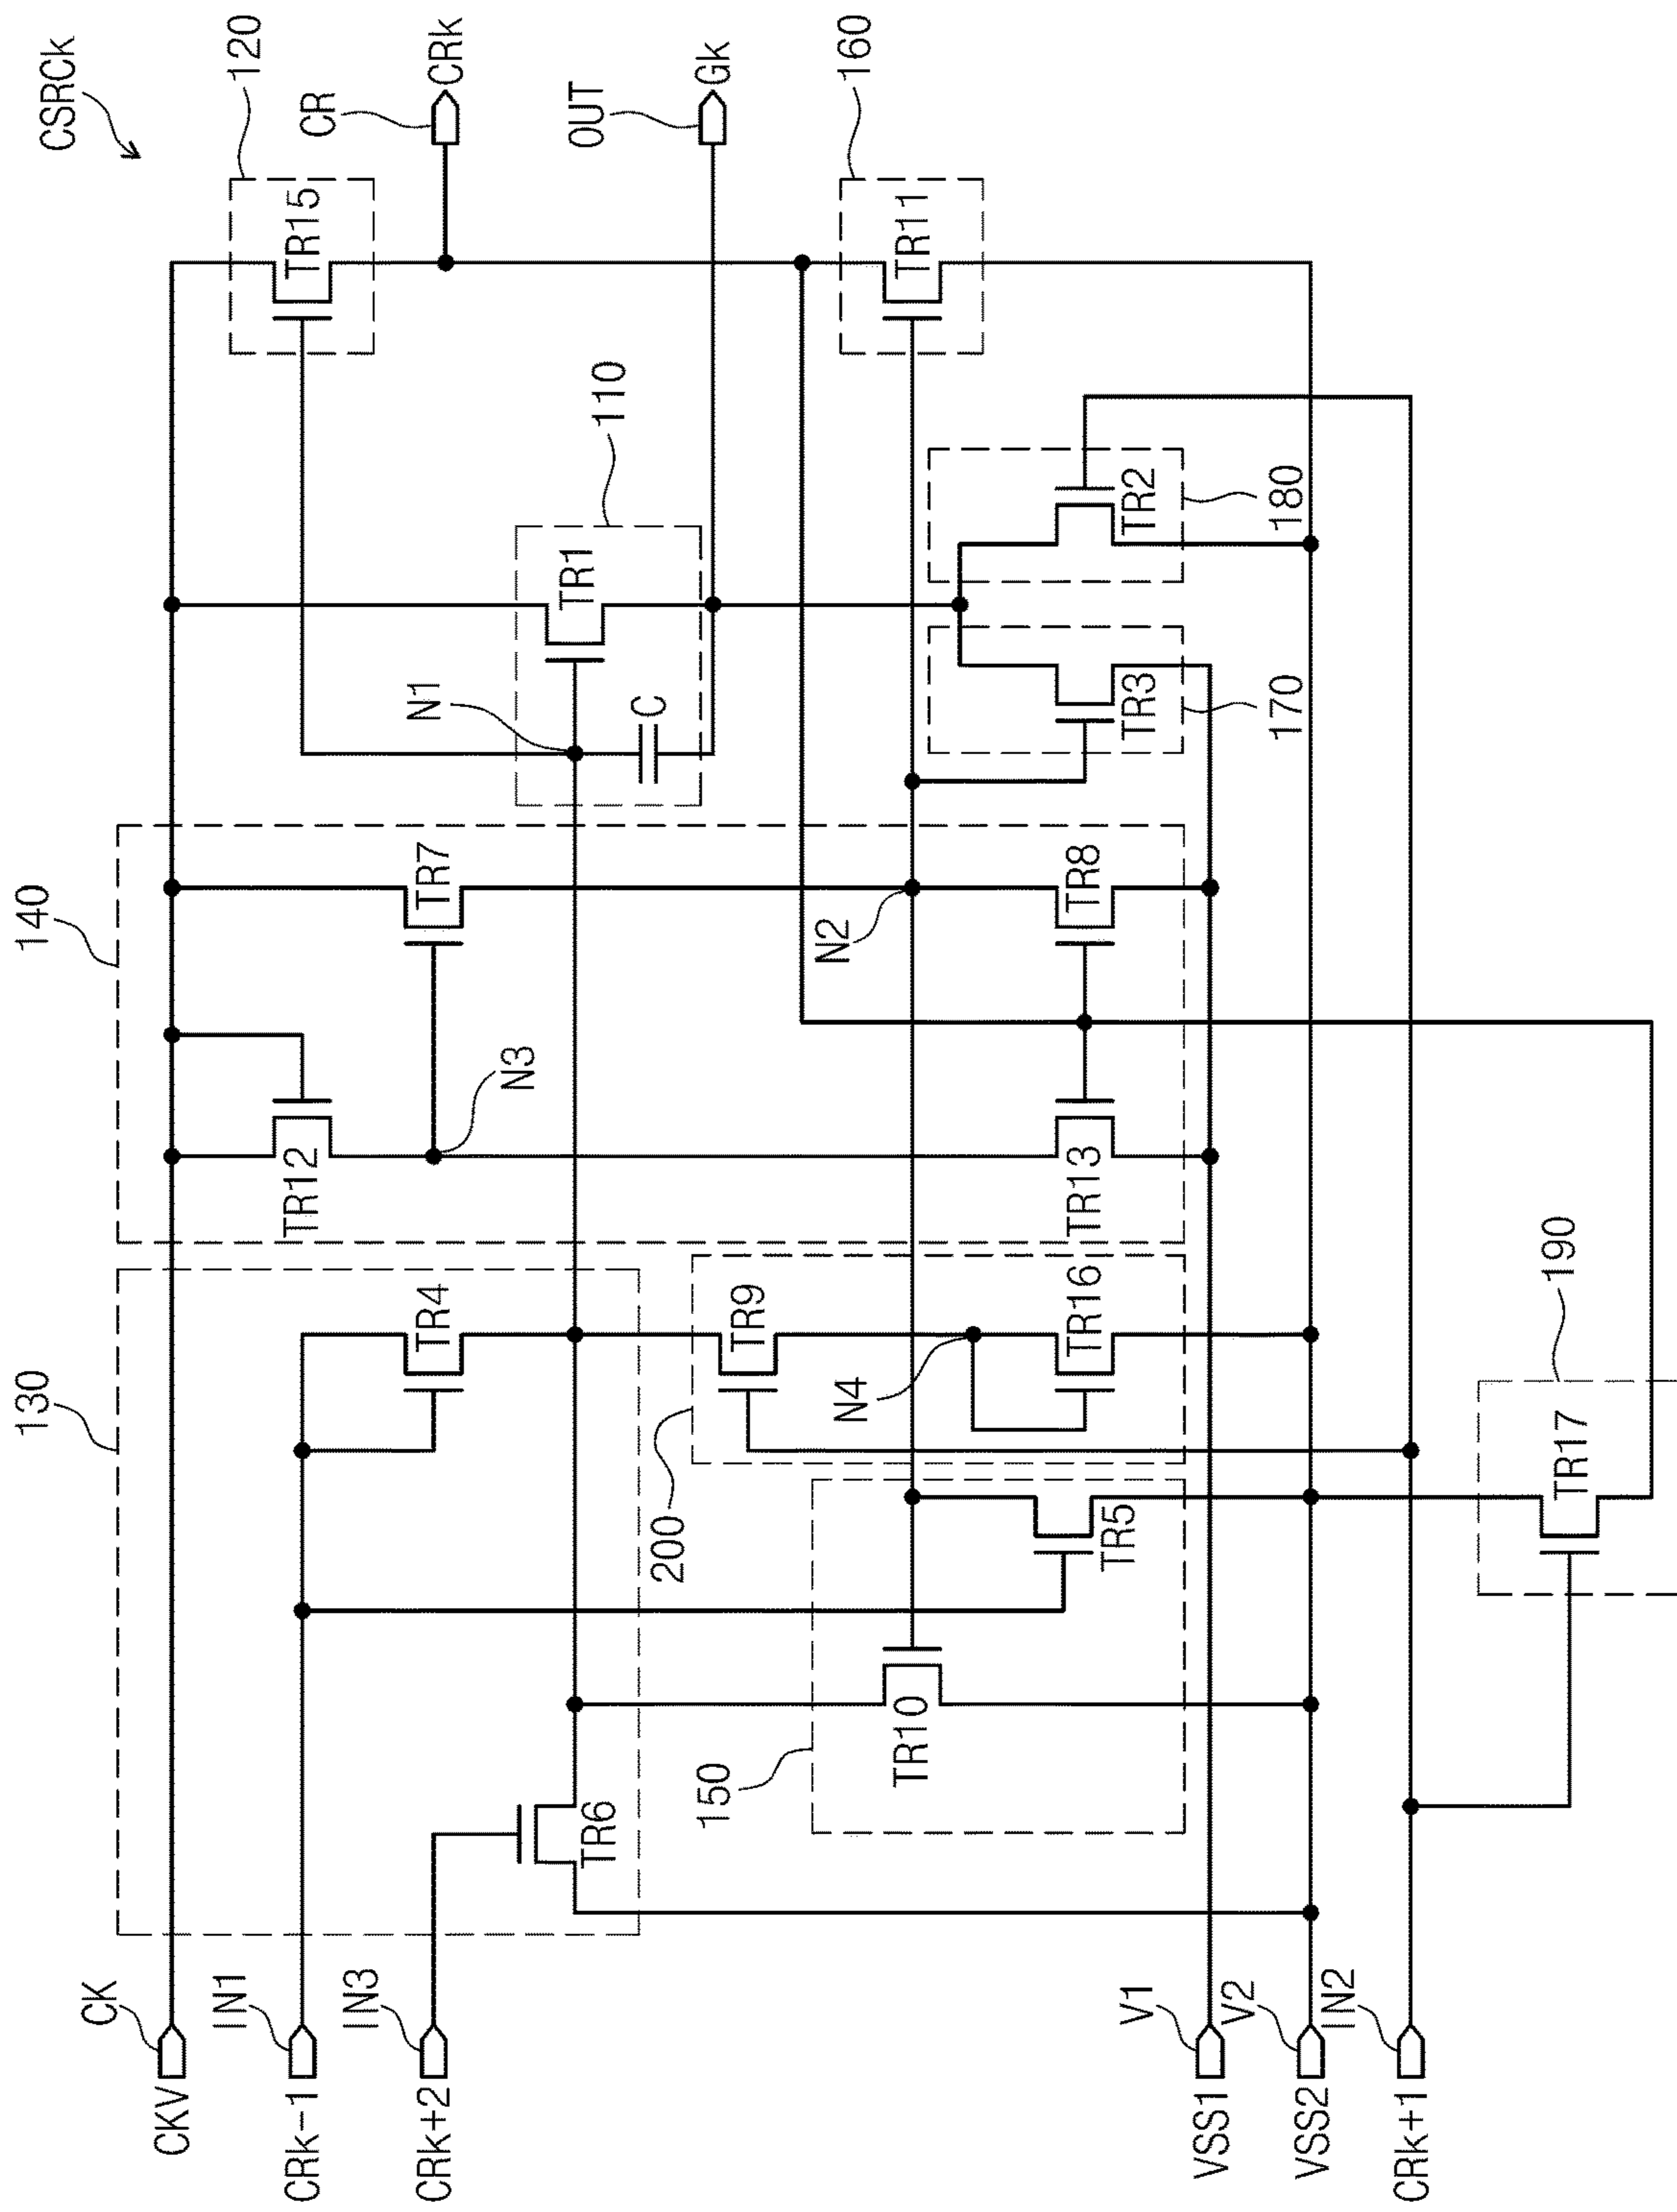 CSRCk
120
CR
CRk
OUT
Gk
160
TR15
TR11
110
TR1
N1
C
TR2
180
TR3
170
140
TR7
N2
TR8
TR12
N3
TR13
130
TR4
TR9
TR16
N4
200
190
TR17
TR5
TR10
150
TR6
CK
CKV
IN1
CRk-1
IN3
CRk+2
V1
VSS1
V2
VSS2
IN2
CRk+1